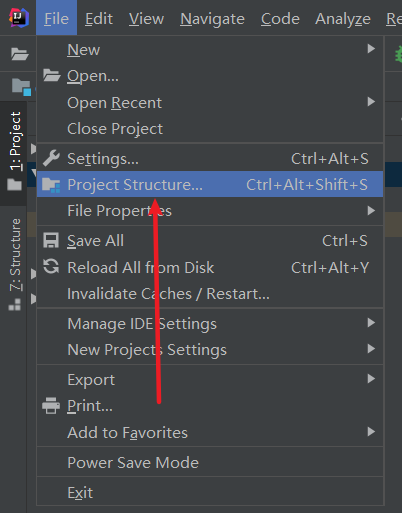 IJ
File Edit View Navigate Code Analyze
New
Open...
Open Recent
Close Project
Settings... Ctrl+Alt+S
Project Structure... Ctrl+Alt+Shift+S
File Properties
Save All Ctrl+S
Reload All from Disk Ctrl+Alt+Y
Invalidate Caches / Restart...
Manage IDE Settings
New Projects Settings
Export
Print...
Add to Favorites
Power Save Mode
Exit
1: Project
7: Structure